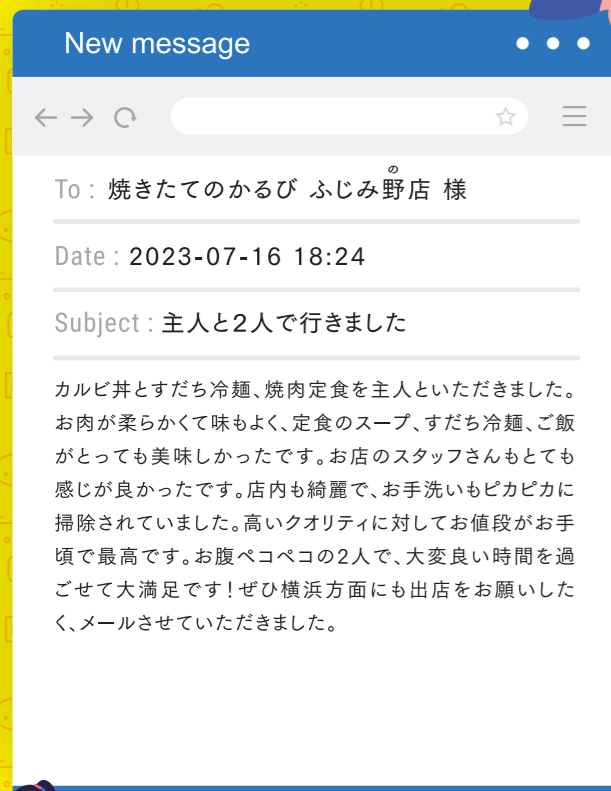 New message
To : 焼きたてのかるび ふじみ野店 様
の
Date : 2023-07-16 18:24
Subject : 主人と2人で行きました
カルビ丼とすだち冷麺、焼肉定食を主人といただきました。
お肉が柔らかくて味もよく、定食のスープ、すだち冷麺、ご飯
がとっても美味しかったです。お店のスタッフさんもとても
感じが良かったです。店内も綺麗で、お手洗いもピカピカに
掃除されていました。高いクオリティに対してお値段がお手
頃で最高です。お腹ペコペコの2人で、大変良い時間を過
ごせて大満足です!ぜひ横浜方面にも出店をお願いした
く、メールさせていただきました。